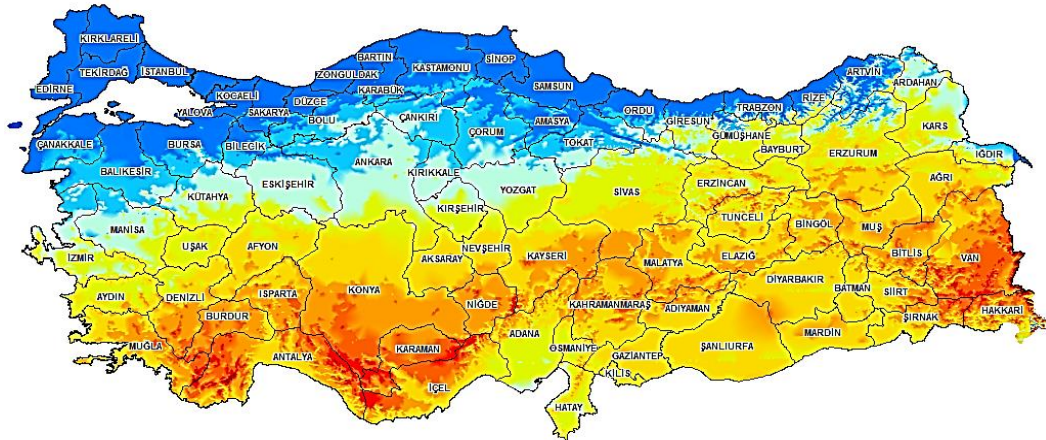 KIRKLARELİ
TEKİRDAĞ
İSTANBUL
EDİRNE
KOCAELİ
YALOVA
SAKARYA
DÜZCE
BOLU
ZONGULDAK
BARTIN
KARABÜK
KASTAMONU
SİNOP
SAMSUN
ÇANKIRI
ÇORUM
AMASYA
TOKAT
ORDU
GİRESUN
TRABZON
RİZE
ARTVİN
ARDAHAN
GÜMÜŞHANE
BAYBURT
ERZURUM
KARS
IĞDIR
AĞRI
ÇANAKKALE
BALIKESİR
BURSA
BİLECİK
KÜTAHYA
ESKİŞEHİR
ANKARA
KIRIKKALE
YOZGAT
KIRŞEHİR
SİVAS
ERZİNCAN
TUNCELİ
BİNGÖL
MUŞ
BİTLİS
VAN
MANİSA
İZMİR
UŞAK
AFYON
AKSARAY
NEVŞEHİR
KAYSERİ
MALATYA
ELAZIĞ
DİYARBAKIR
BATMAN
SİİRT
ŞIRNAK
HAKKARİ
AYDIN
DENİZLİ
ISPARTA
BURDUR
KONYA
NİĞDE
KAHRAMANMARAŞ
ADIYAMAN
MARDİN
MUĞLA
ANTALYA
KARAMAN
İÇEL
ADANA
OSMANİYE
GAZİANTEP
KİLİS
ŞANLIURFA
HATAY